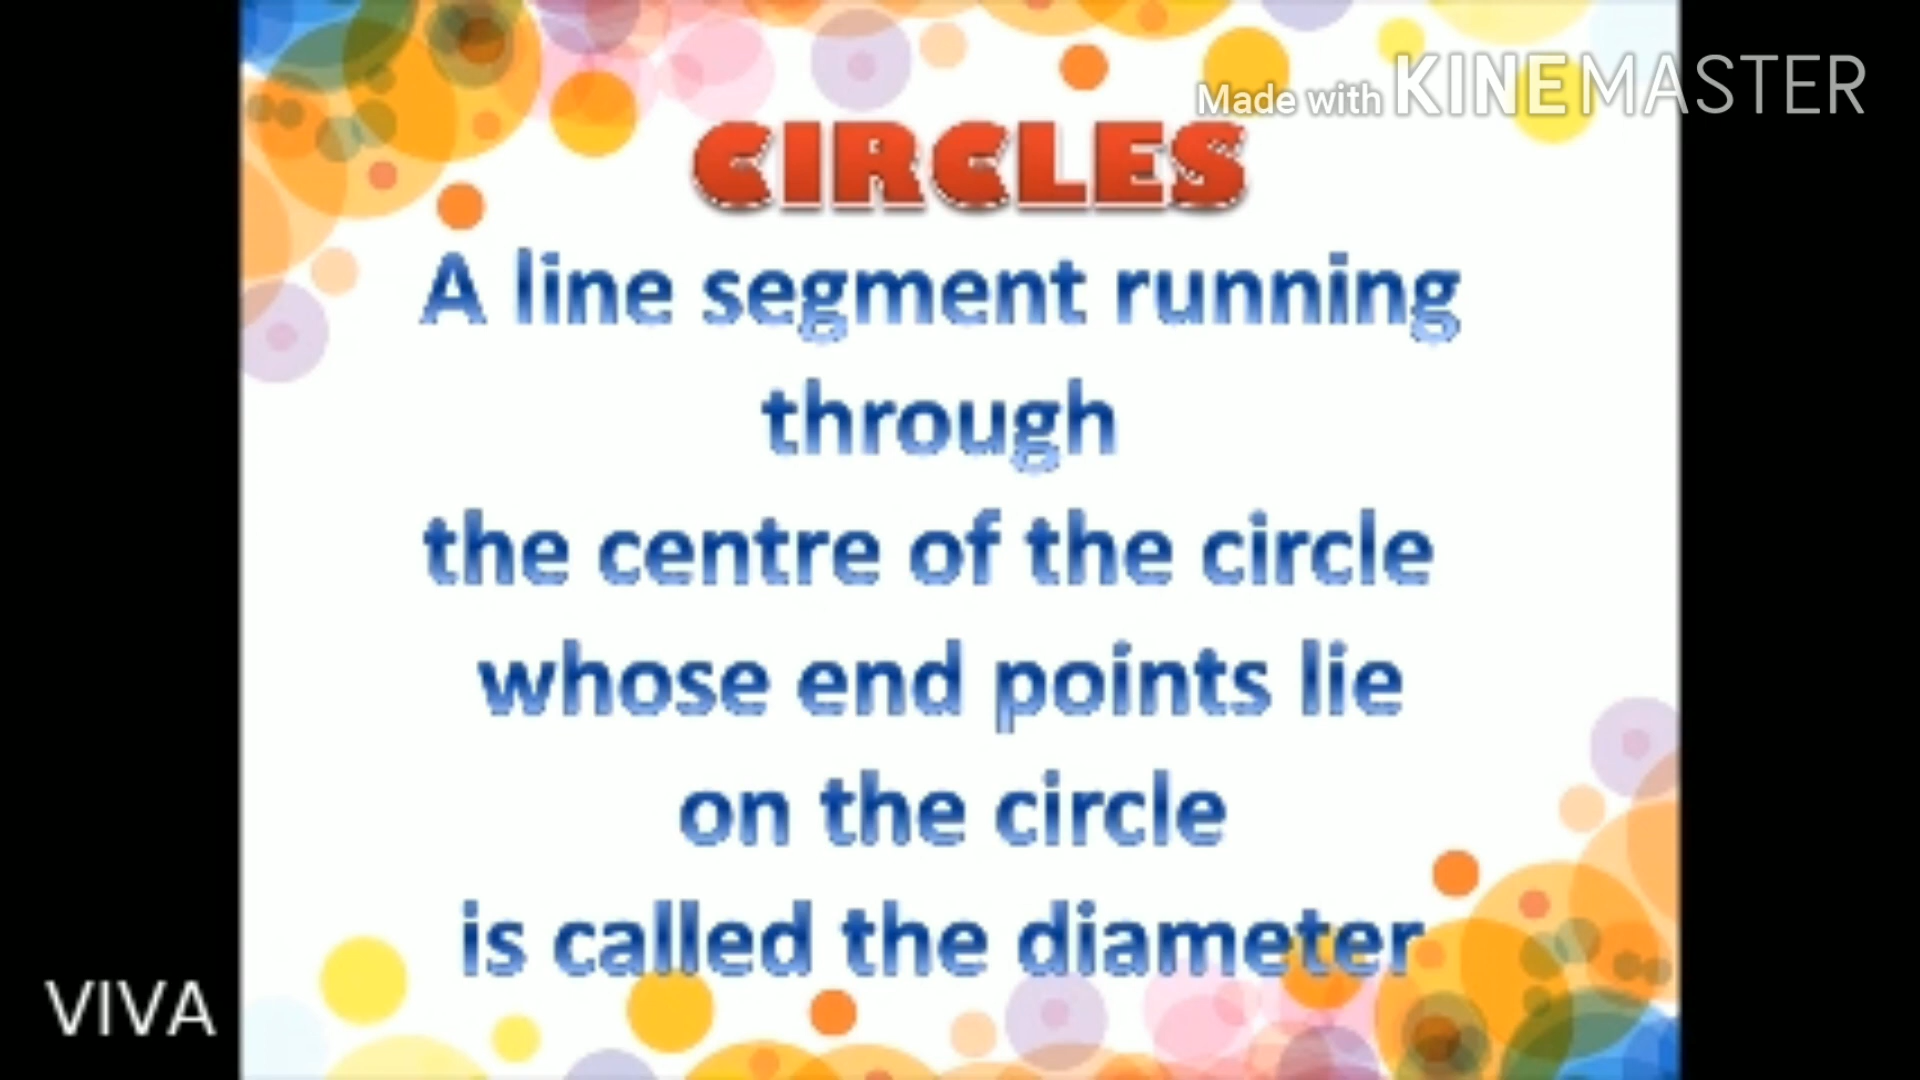 Made with KINEMASTER
CIRCLES
A line segment running
through
the centre of the circle
whose end points lie
on the circle
is called the diameter
VIVA